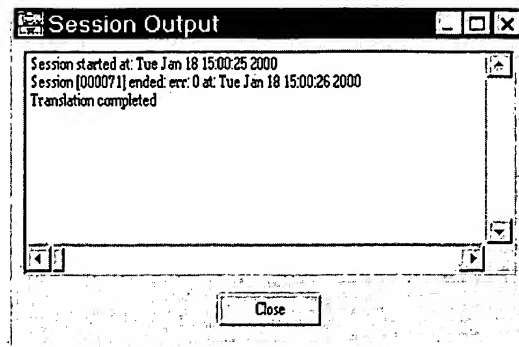 Session Output
Session started at: Tue Jan 18 15:00:25 2000
Session [000071] ended: err: 0 at: Tue Jan 18 15:00:26 2000
Translation completed
Close